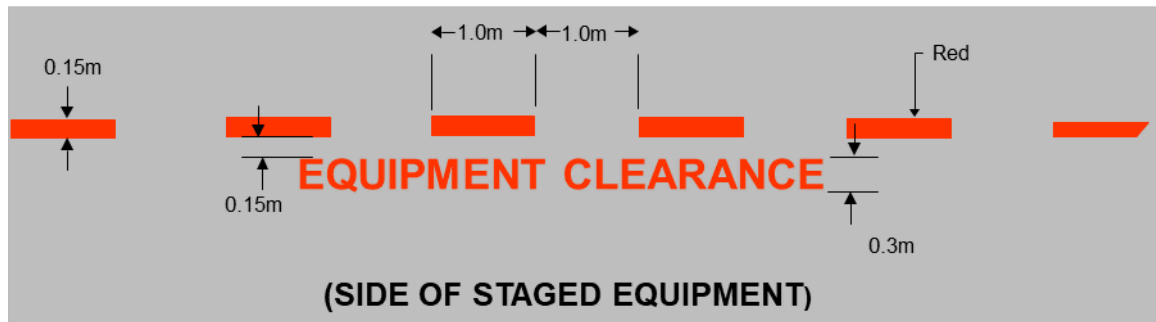 1.0m 1.0m
Red
0.15m
EQUIPMENT CLEARANCE
0.15m
0.3m
(SIDE OF STAGED EQUIPMENT)